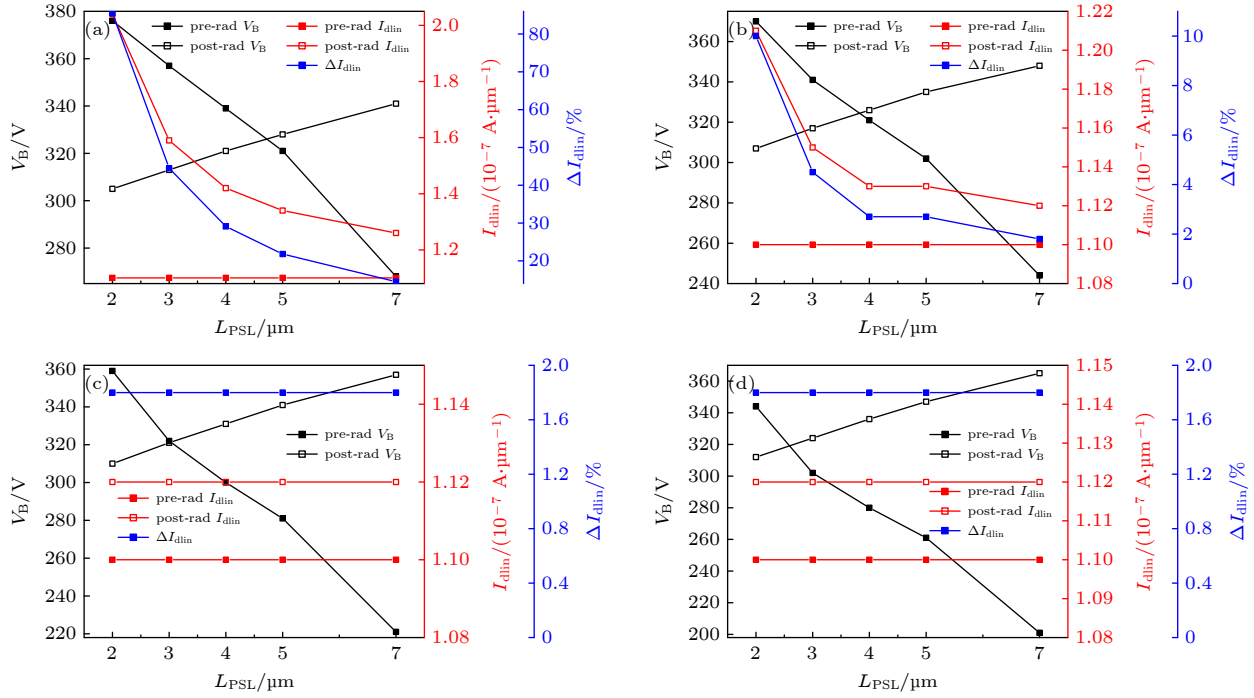 (a)
pre-rad V_B
post-rad V_B
pre-rad I_dlin
post-rad I_dlin
ΔI_dlin
380
360
340
320
300
280
V_B/V
2 3 4 5 7
L_PSL/µm
2.0
1.8
1.6
1.4
1.2
I_dlin/(10⁻⁷ A·µm⁻¹)
80
70
60
50
40
30
20
ΔI_dlin/%
(b)
pre-rad V_B
post-rad V_B
pre-rad I_dlin
post-rad I_dlin
ΔI_dlin
360
340
320
300
280
260
240
V_B/V
2 3 4 5 7
L_PSL/µm
1.22
1.20
1.18
1.16
1.14
1.12
1.10
1.08
I_dlin/(10⁻⁷ A·µm⁻¹)
10
8
6
4
2
0
ΔI_dlin/%
(c)
pre-rad V_B
post-rad V_B
pre-rad I_dlin
post-rad I_dlin
ΔI_dlin
360
340
320
300
280
260
240
220
V_B/V
2 3 4 5 7
L_PSL/µm
1.14
1.12
1.10
1.08
I_dlin/(10⁻⁷ A·µm⁻¹)
2.0
1.6
1.2
0.8
0.4
0
ΔI_dlin/%
(d)
pre-rad V_B
post-rad V_B
pre-rad I_dlin
post-rad I_dlin
ΔI_dlin
360
340
320
300
280
260
240
220
200
V_B/V
2 3 4 5 7
L_PSL/µm
1.15
1.14
1.13
1.12
1.11
1.10
1.09
1.08
I_dlin/(10⁻⁷ A·µm⁻¹)
2.0
1.6
1.2
0.8
0.4
0
ΔI_dlin/%